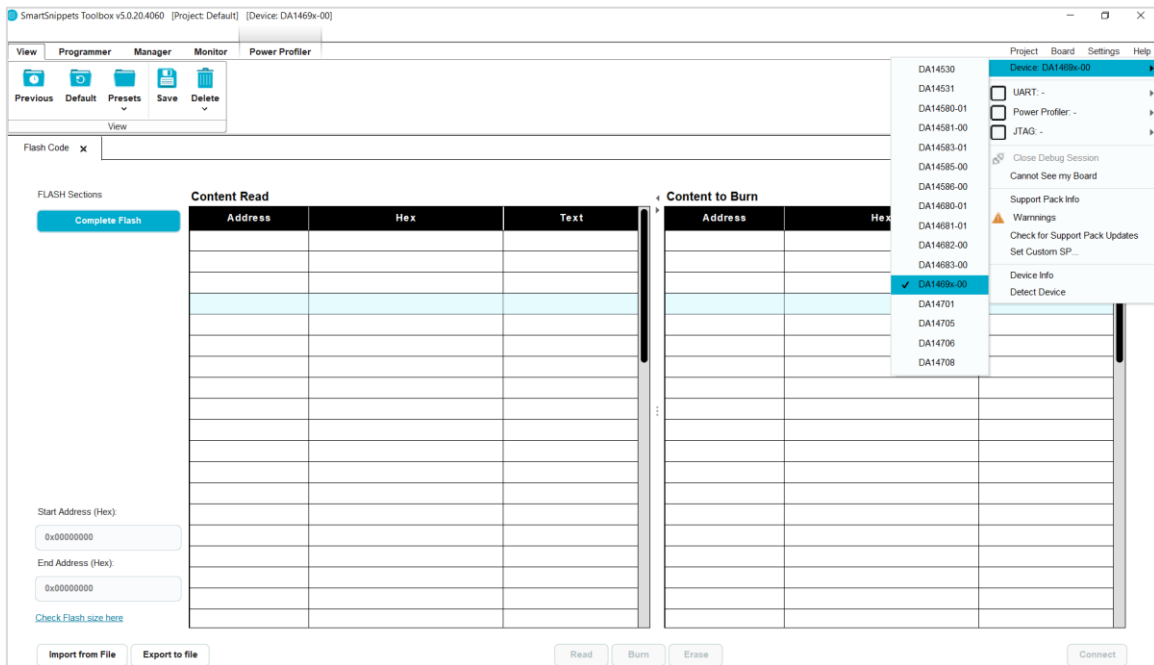 SmartSnippets Toolbox v5.0.20.4060 [Project: Default] [Device: DA1469x-00]
View Programmer Manager Monitor Power Profiler Project Board Settings Help
Previous Default Presets Save Delete
View
Device: DA1469x-00
UART: -
Power Profiler: -
JTAG: -
Close Debug Session
Cannot See my Board
Support Pack Info
Warnnings
Check for Support Pack Updates
Set Custom SP...
Device Info
Detect Device
DA14530
DA14531
DA14580-01
DA14581-00
DA14583-01
DA14585-00
DA14586-00
DA14680-01
DA14681-01
DA14682-00
DA14683-00
DA1469x-00
DA14701
DA14705
DA14706
DA14708
Flash Code x
FLASH Sections
Complete Flash
Content Read
Address Hex Text
Content to Burn
Address Hex
Start Address (Hex):
0x00000000
End Address (Hex):
0x00000000
Check Flash size here
Import from File Export to file Read Burn Erase Connect